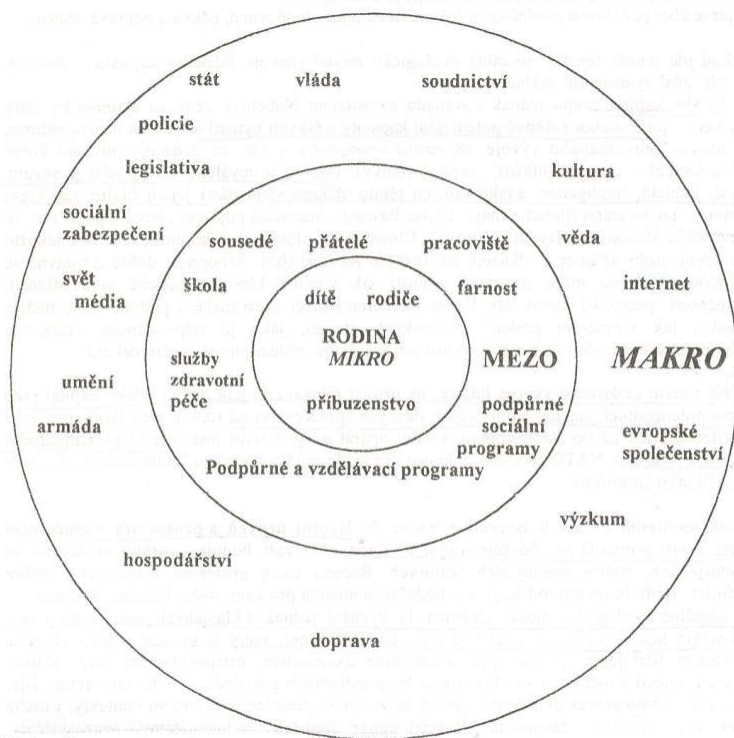 stát vláda soudnictví
policie
legislativa
kultura
sociální
zabezpečení
sousedé přátelé pracoviště
věda
svět
média
škola
dítě rodiče
farnost
internet
RODINA
MIKRO
MEZO
MAKRO
služby
zdravotní
péče
umění
příbuzenstvo
podpůrné
sociální
programy
armáda
Evropské
společenství
Podpůrné a vzdělávací programy
výzkum
hospodářství
doprava